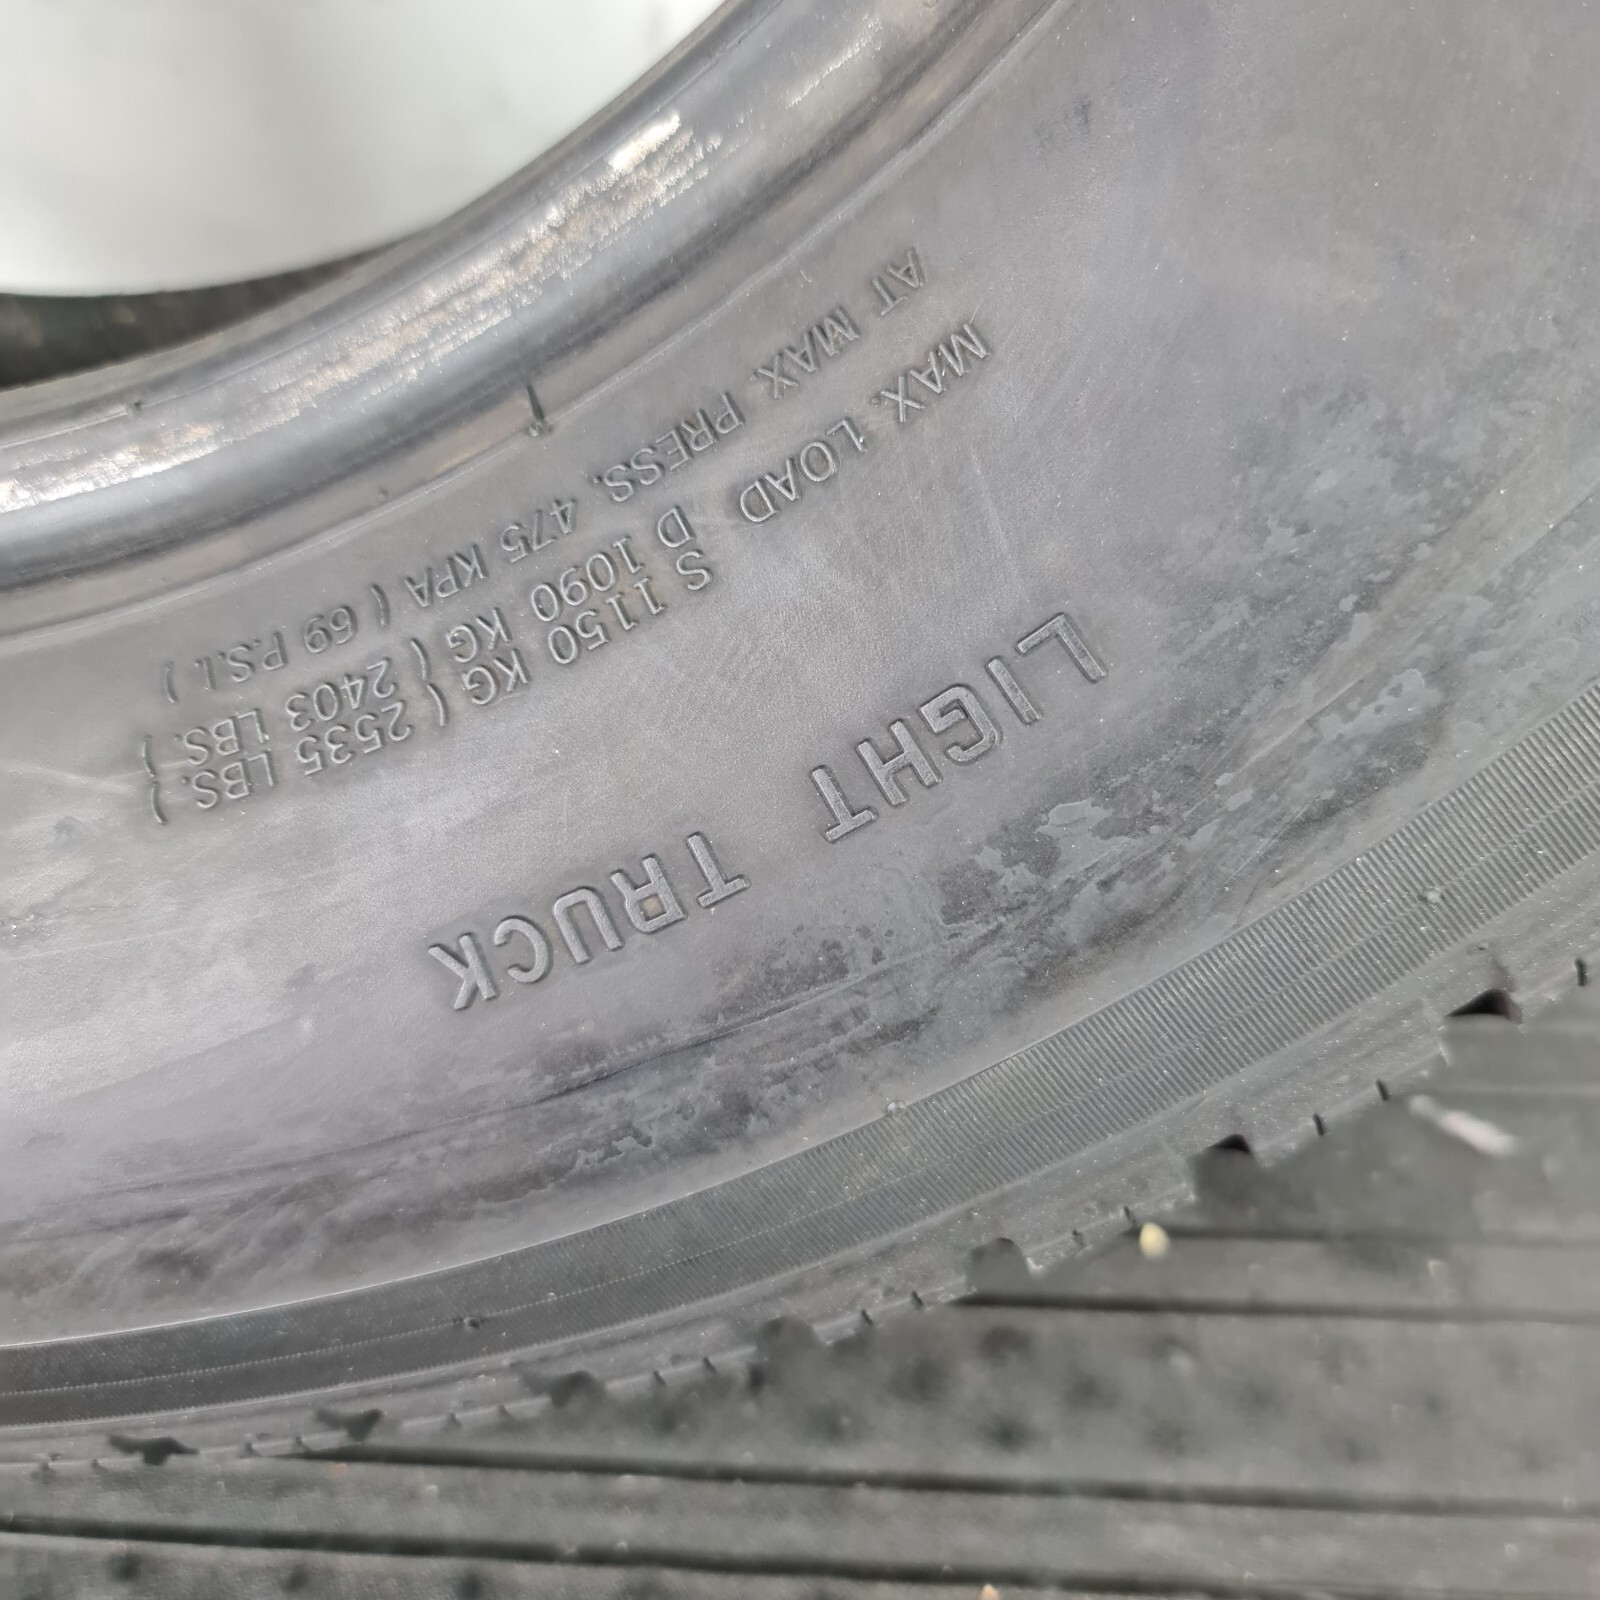 LIGHT TRUCK
MAX. LOAD S 1150 KG ( 2535 LBS. )
D 1090 KG ( 2403 LBS. )
AT MAX. PRESS. 475 KPA ( 69 P.S.I. )